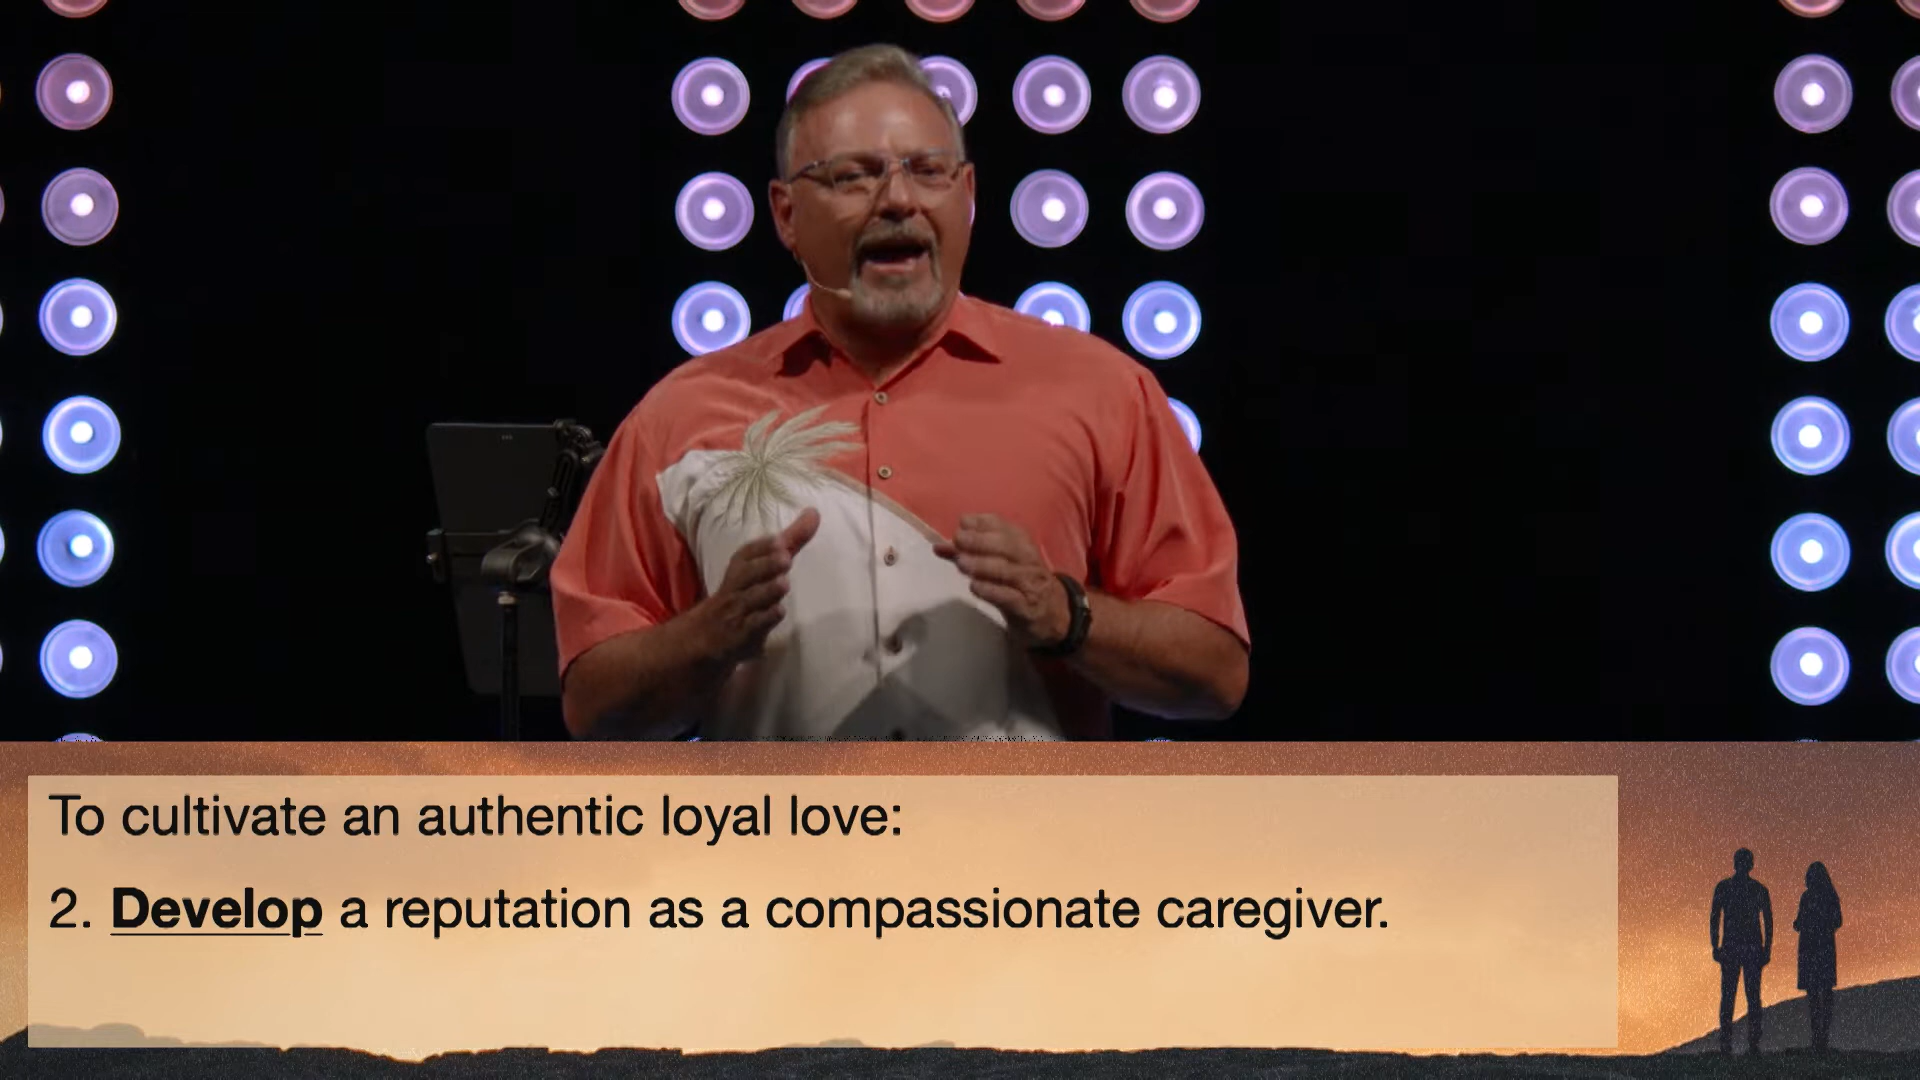 To cultivate an authentic loyal love:
2. Develop a reputation as a compassionate caregiver.